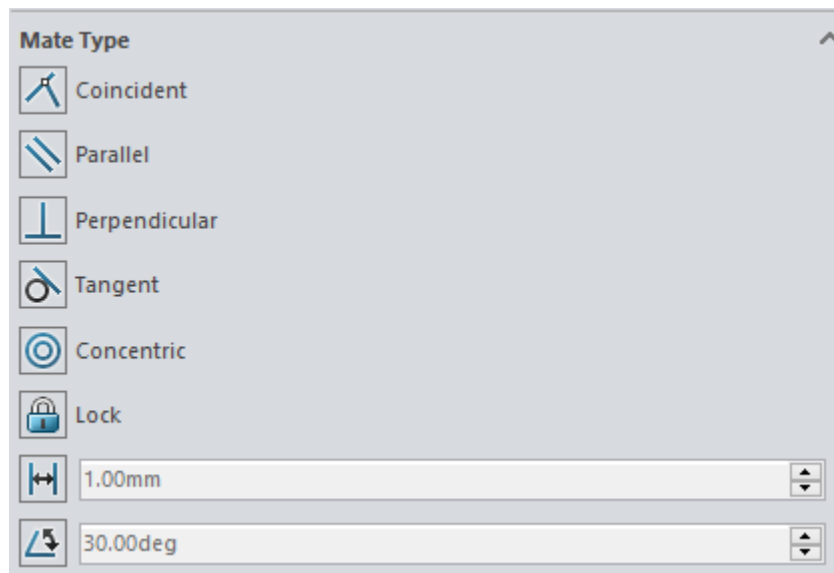 Mate Type
Coincident
Parallel
Perpendicular
Tangent
Concentric
Lock
1.00mm
30.00deg